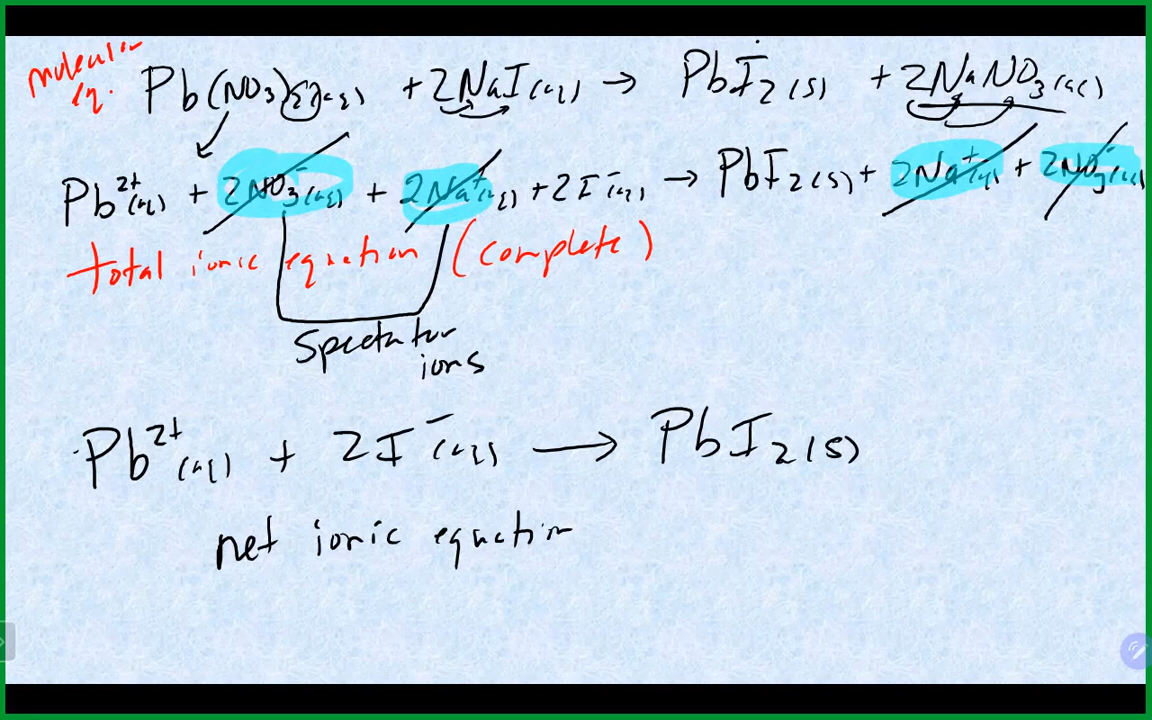 molecular eq. Pb(NO₃)₂(aq) + 2NaI(aq) → PbI₂(s) + 2NaNO₃(aq)
Pb²⁺(aq) + 2NO₃⁻(aq) + 2Na⁺(aq) + 2I⁻(aq) → PbI₂(s) + 2Na⁺(aq) + 2NO₃⁻(aq)
total ionic equation (complete)
Spectator
ions
Pb²⁺(aq) + 2I⁻(aq) → PbI₂(s)
net ionic equation